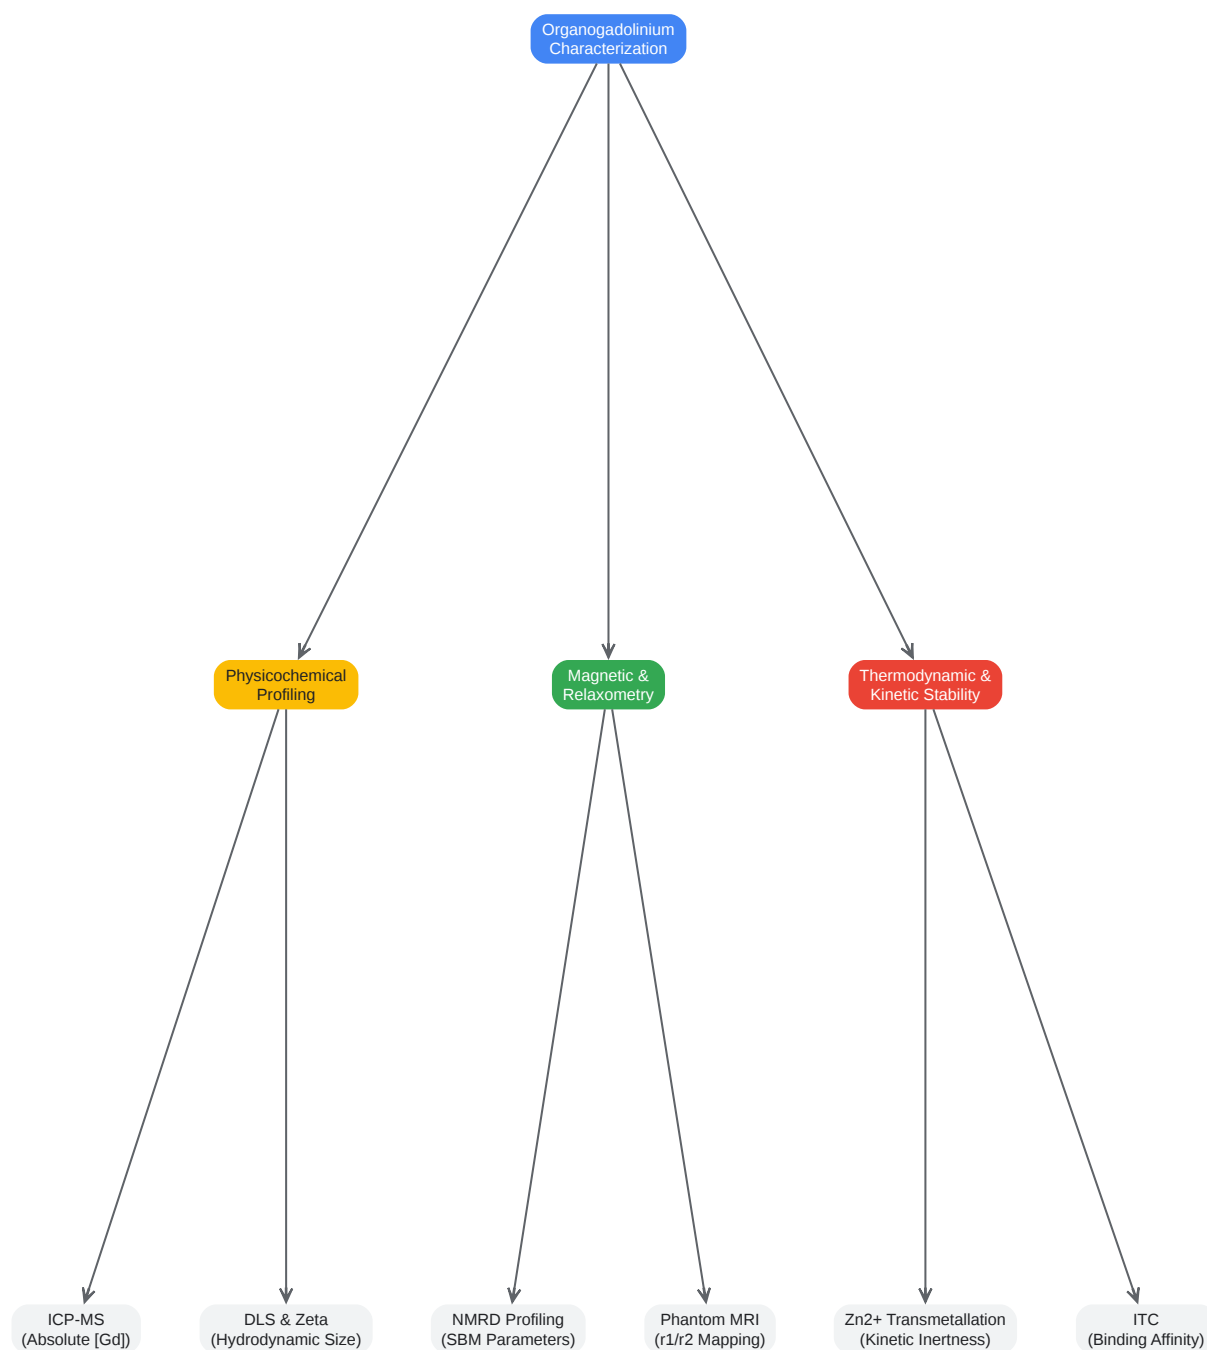 Organogadolinium
Characterization
Physicochemical
Profiling
Magnetic &
Relaxometry
Thermodynamic &
Kinetic Stability
ICP-MS
(Absolute [Gd])
DLS & Zeta
(Hydrodynamic Size)
NMRD Profiling
(SBM Parameters)
Phantom MRI
(r1/r2 Mapping)
Zn2+ Transmetallation
(Kinetic Inertness)
ITC
(Binding Affinity)